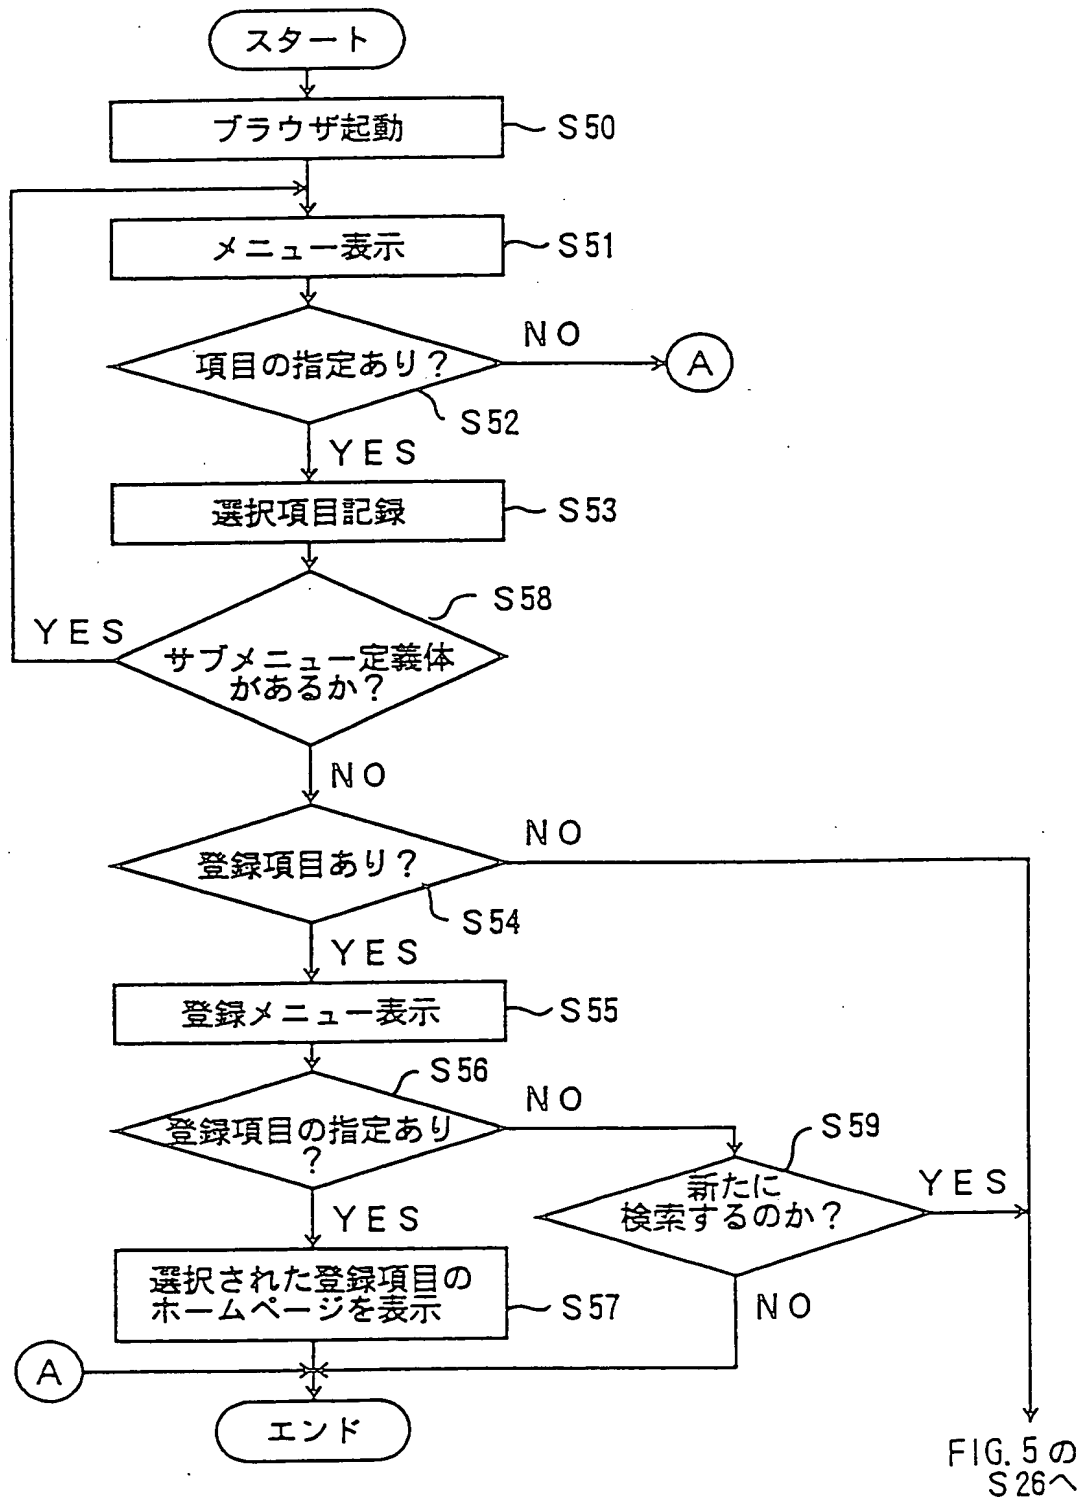 スタート
ブラウザ起動
S50
メニュー表示
S51
項目の指定あり?
NO
A
S52
YES
選択項目記録
S53
S58
YES
サブメニュー定義体
があるか?
NO
登録項目あり?
NO
S54
YES
登録メニュー表示
S55
S56
登録項目の指定あり
?
NO
S59
新たに
検索するのか?
YES
YES
選択された登録項目の
ホームページを表示
S57
NO
A
エンド
FIG. 5の
S26へ